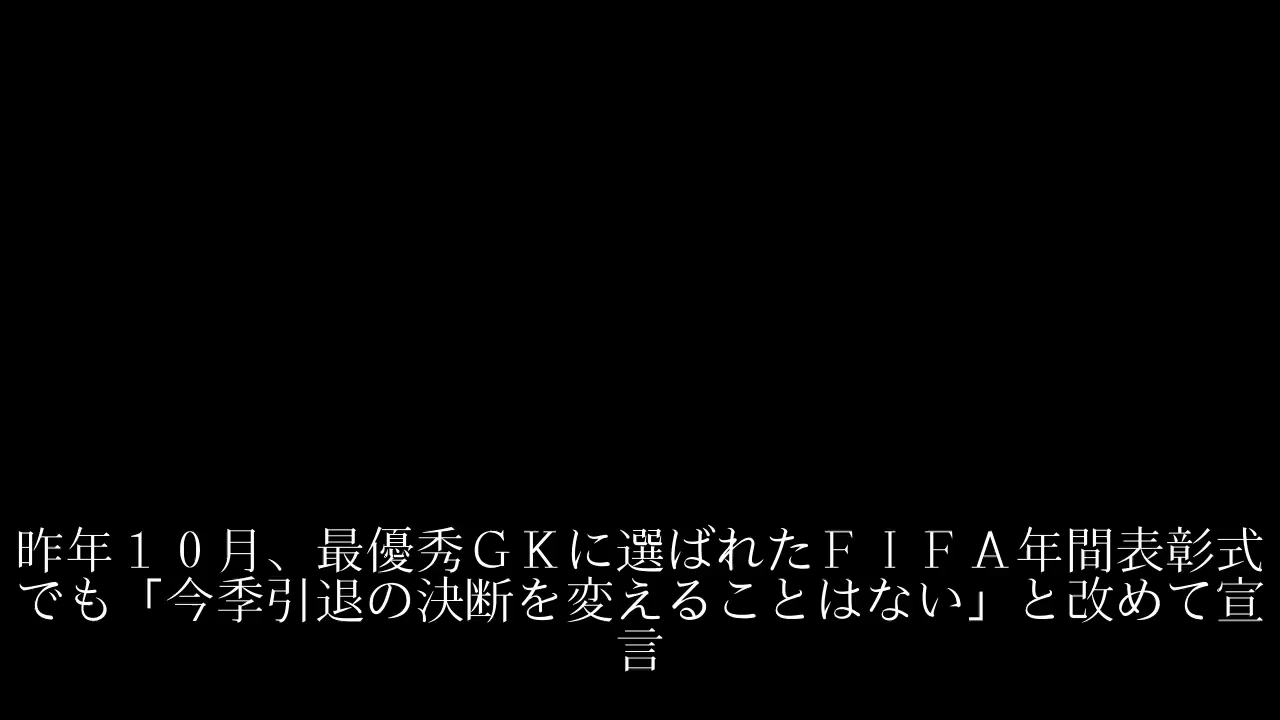 昨年１０月、最優秀ＧＫに選ばれたＦＩＦＡ年間表彰式
でも「今季引退の決断を変えることはない」と改めて宣
言